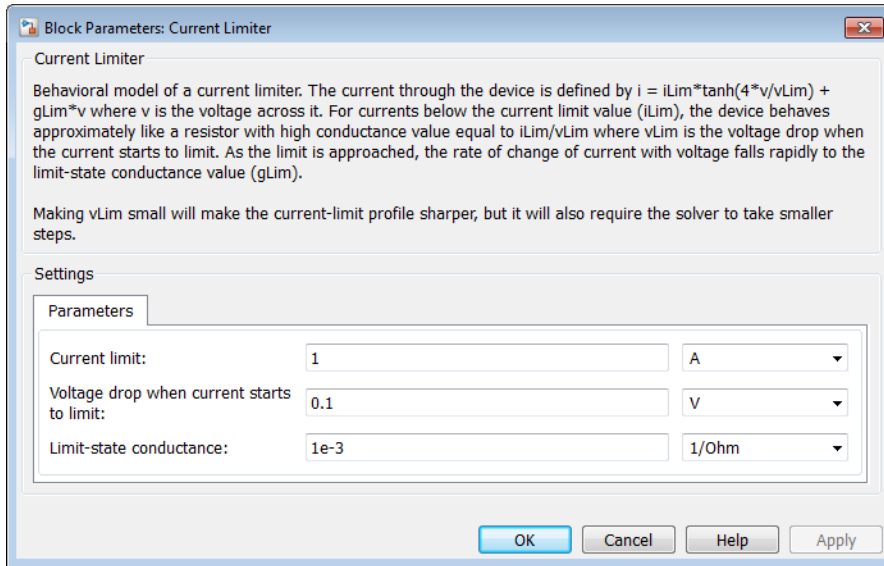 Block Parameters: Current Limiter
Current Limiter
Behavioral model of a current limiter. The current through the device is defined by i = iLim*tanh(4*v/vLim) +
gLim*v where v is the voltage across it. For currents below the current limit value (iLim), the device behaves
approximately like a resistor with high conductance value equal to iLim/vLim where vLim is the voltage drop when
the current starts to limit. As the limit is approached, the rate of change of current with voltage falls rapidly to the
limit-state conductance value (gLim).
Making vLim small will make the current-limit profile sharper, but it will also require the solver to take smaller
steps.
Settings
Parameters
Current limit: 1 A
Voltage drop when current starts
to limit: 0.1 V
Limit-state conductance: 1e-3 1/Ohm
OK Cancel Help Apply